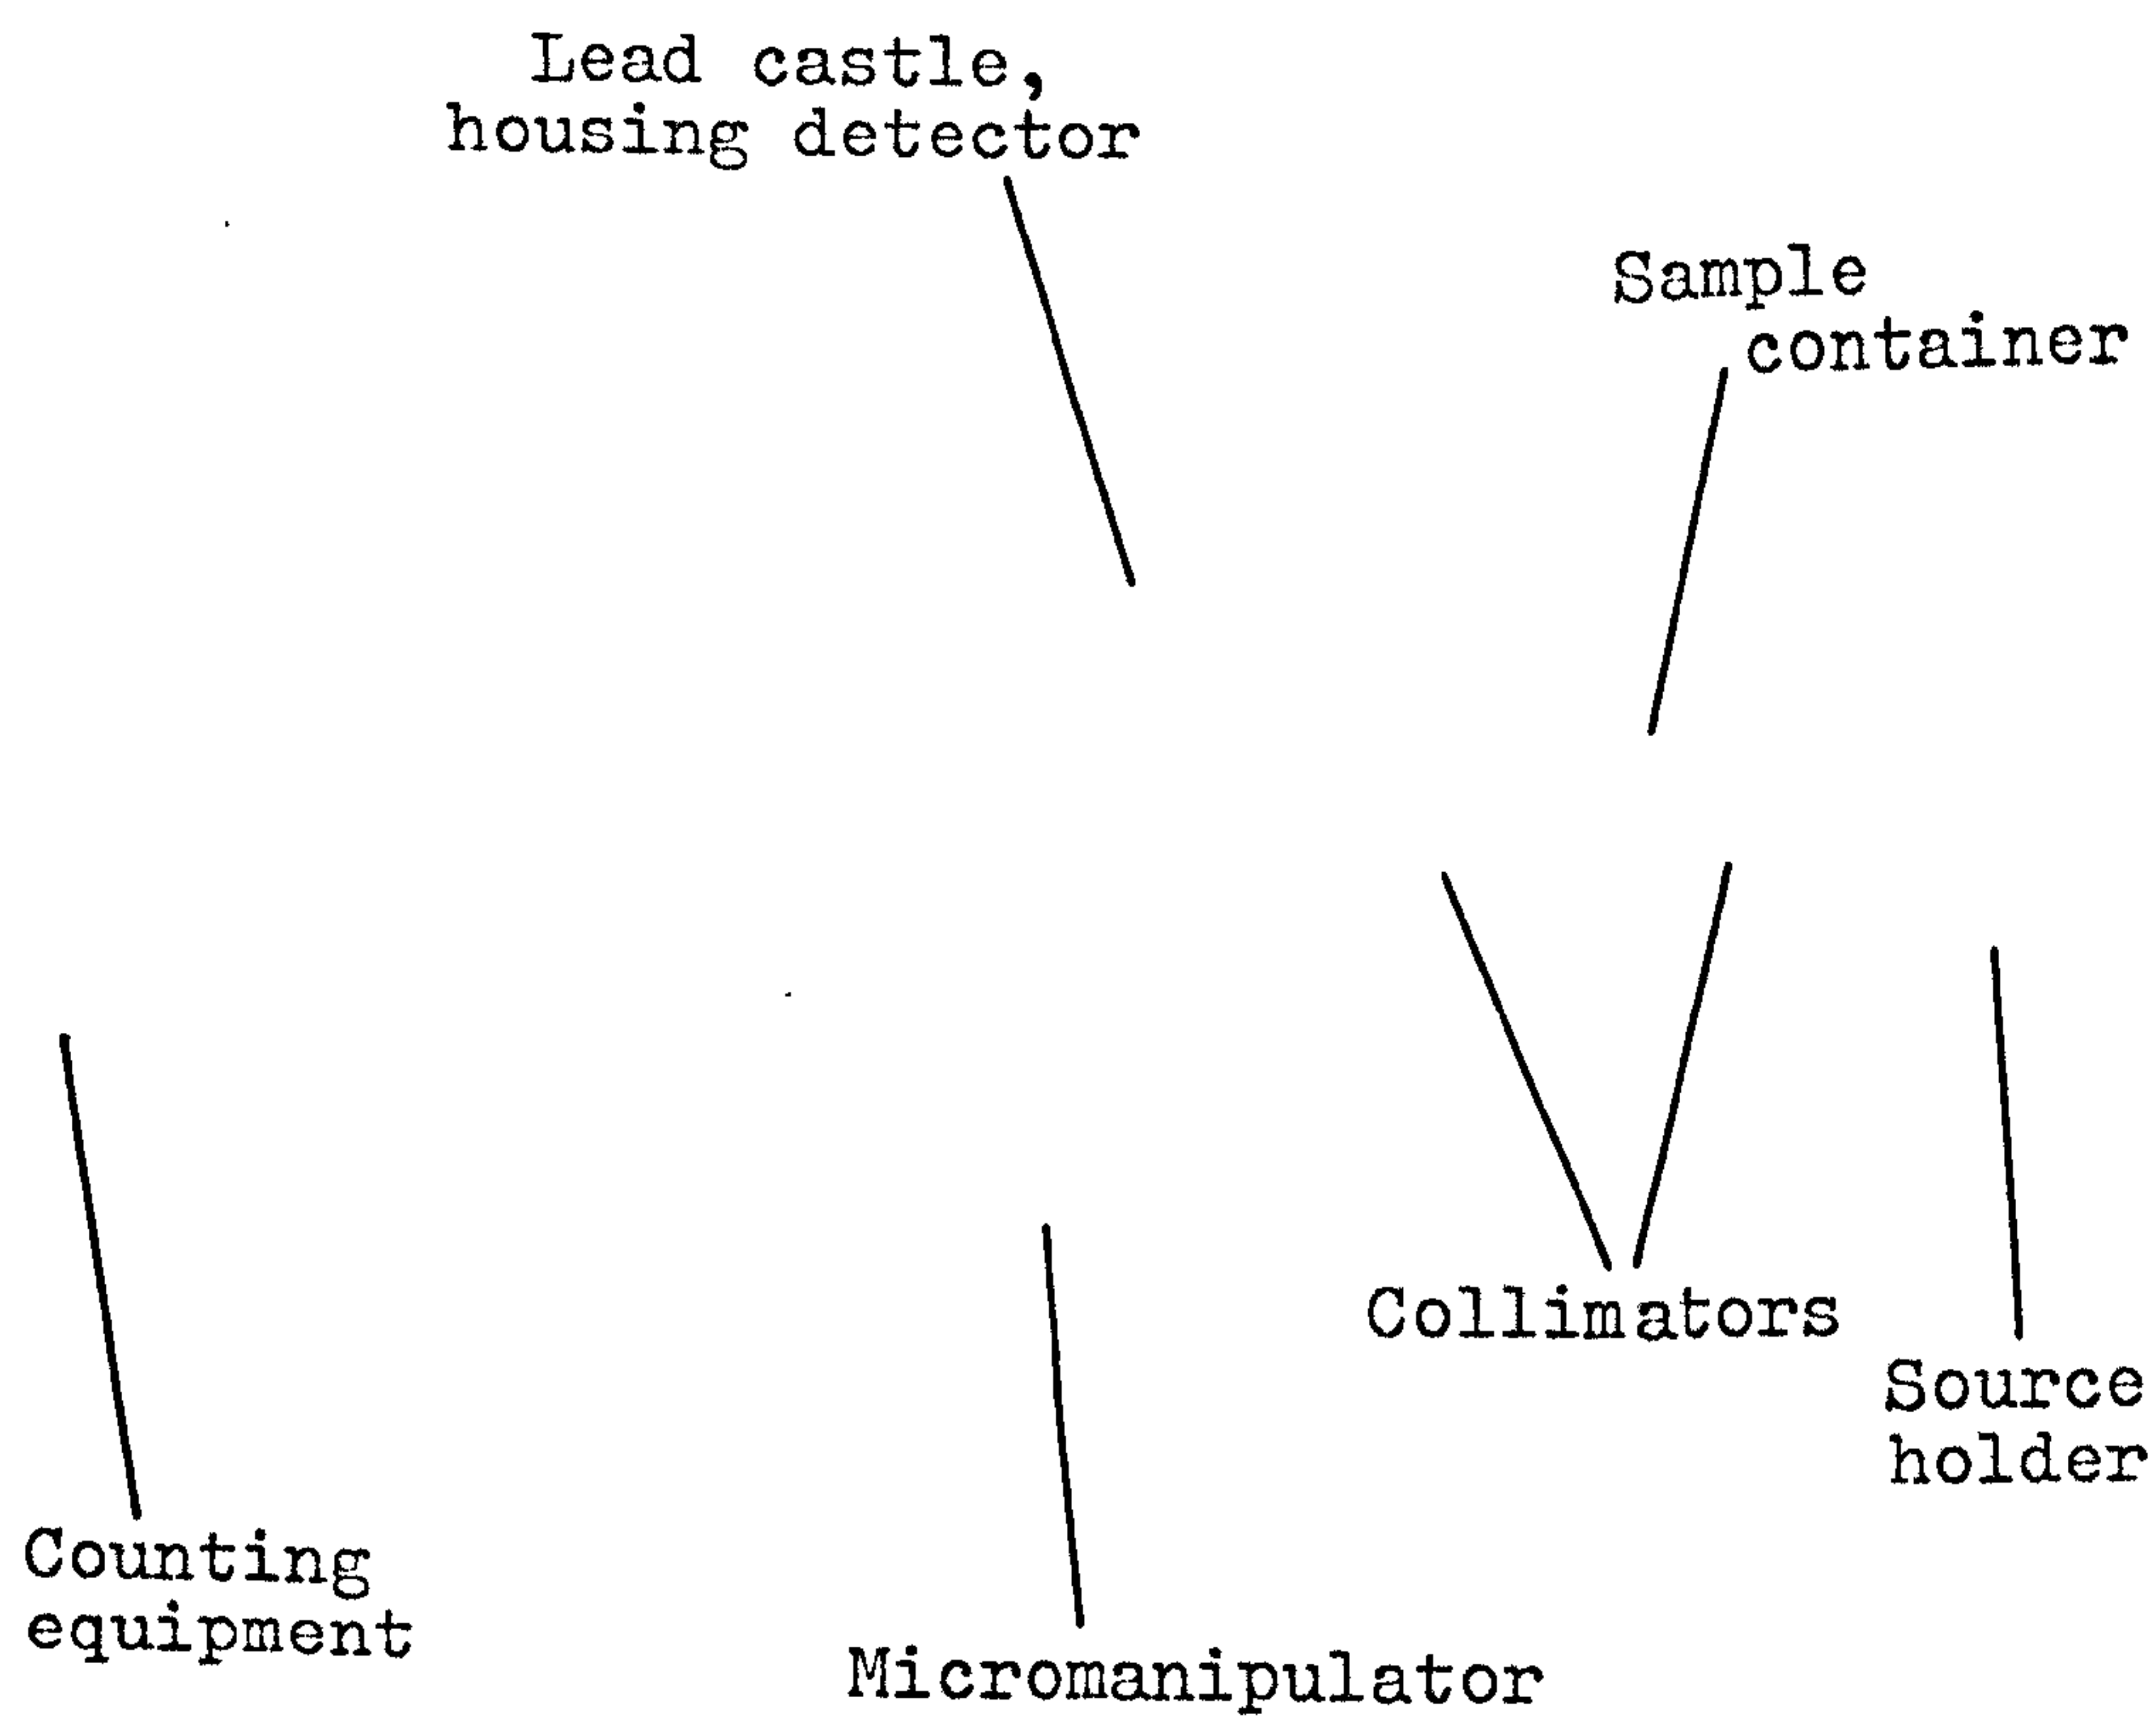 Lead castle,
housing detector
Sample
container
Collimators
Source
holder
Counting
equipment
Micromanipulator